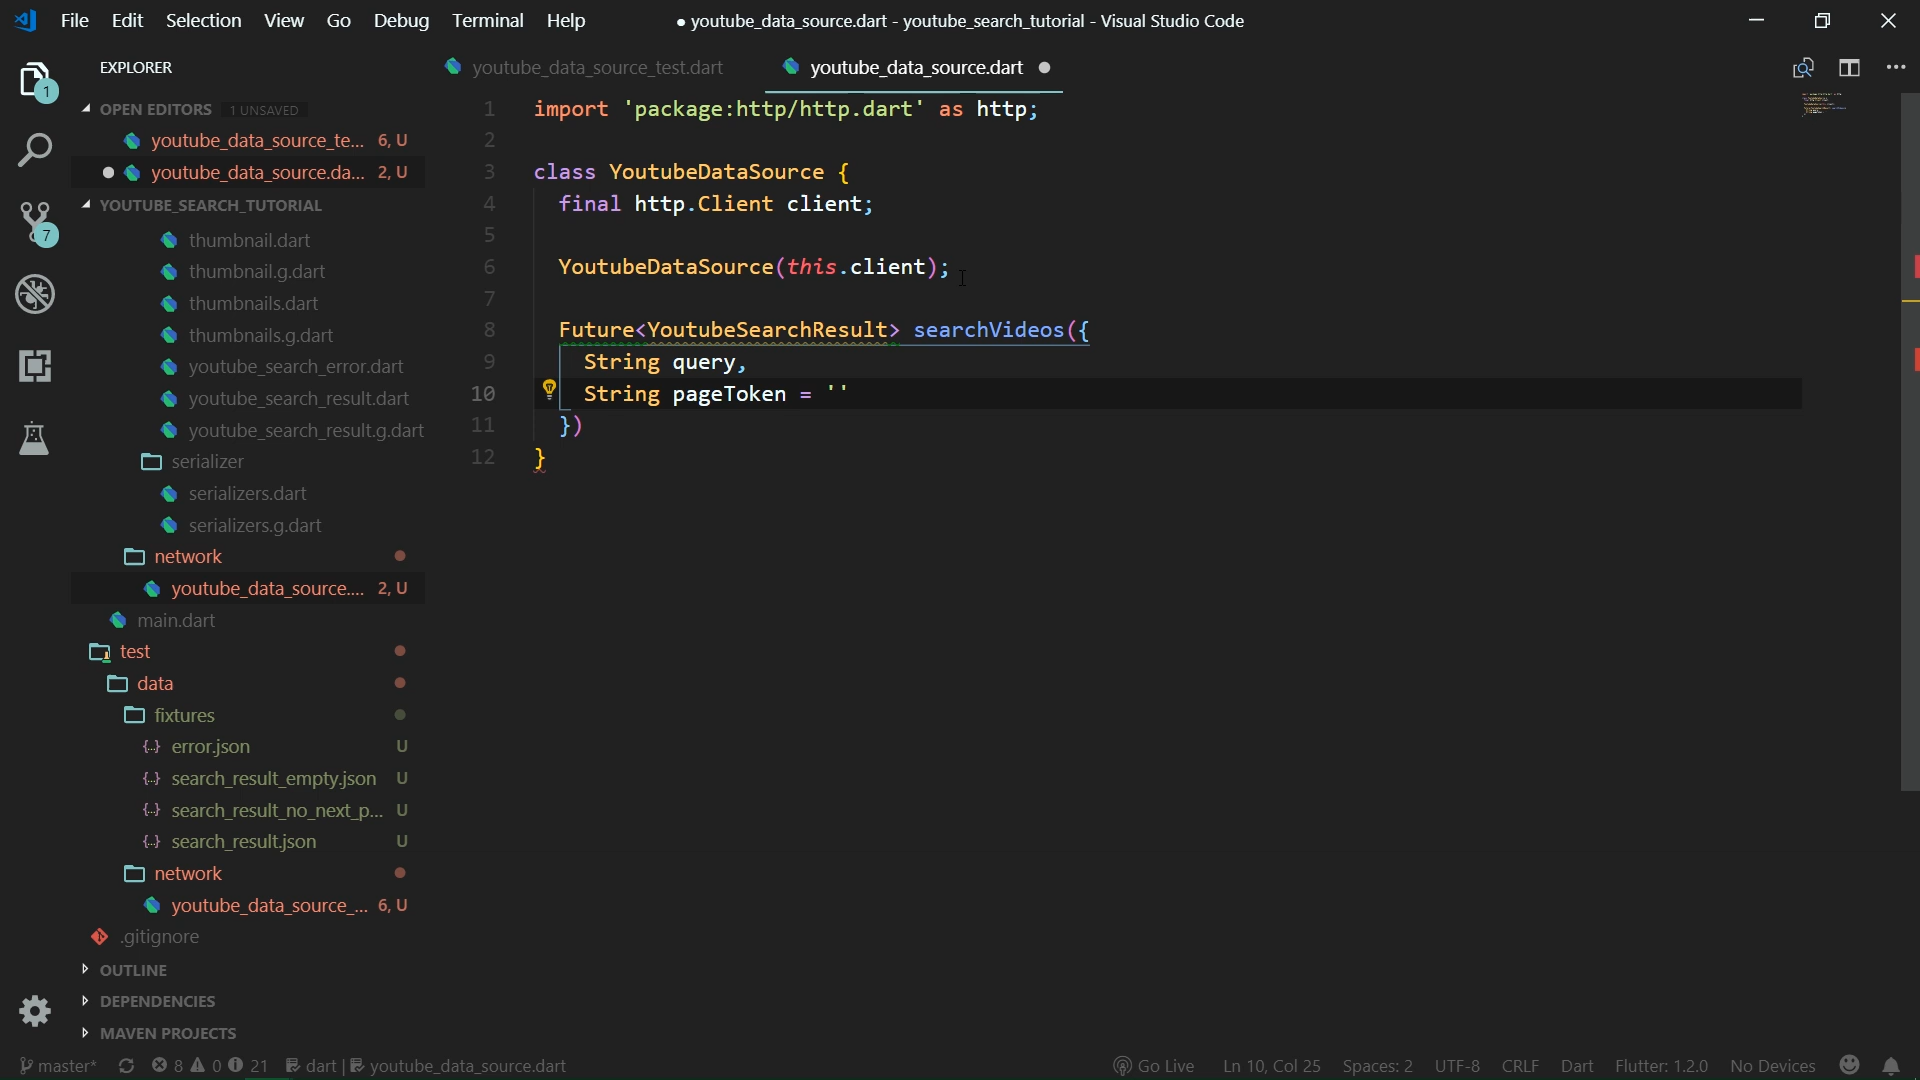 File Edit Selection View Go Debug Terminal Help
● youtube_data_source.dart - youtube_search_tutorial - Visual Studio Code
1
7
EXPLORER
OPEN EDITORS 1 UNSAVED
youtube_data_source_te... 6, U
youtube_data_source.da... 2, U
YOUTUBE_SEARCH_TUTORIAL
thumbnail.dart
thumbnail.g.dart
thumbnails.dart
thumbnails.g.dart
youtube_search_error.dart
youtube_search_result.dart
youtube_search_result.g.dart
serializer
serializers.dart
serializers.g.dart
network
youtube_data_source.... 2, U
main.dart
test
data
fixtures
error.json U
search_result_empty.json U
search_result_no_next_p... U
search_result.json U
network
youtube_data_source_... 6, U
.gitignore
OUTLINE
DEPENDENCIES
MAVEN PROJECTS
youtube_data_source_test.dart youtube_data_source.dart
1 import 'package:http/http.dart' as http;
2
3 class YoutubeDataSource {
4 final http.Client client;
5
6 YoutubeDataSource(this.client);
7
8 Future<YoutubeSearchResult> searchVideos({
9 String query,
10 String pageToken = ''
11 })
12 }
master* 8 0 21 dart | youtube_data_source.dart Go Live Ln 10, Col 25 Spaces: 2 UTF-8 CRLF Dart Flutter: 1.2.0 No Devices